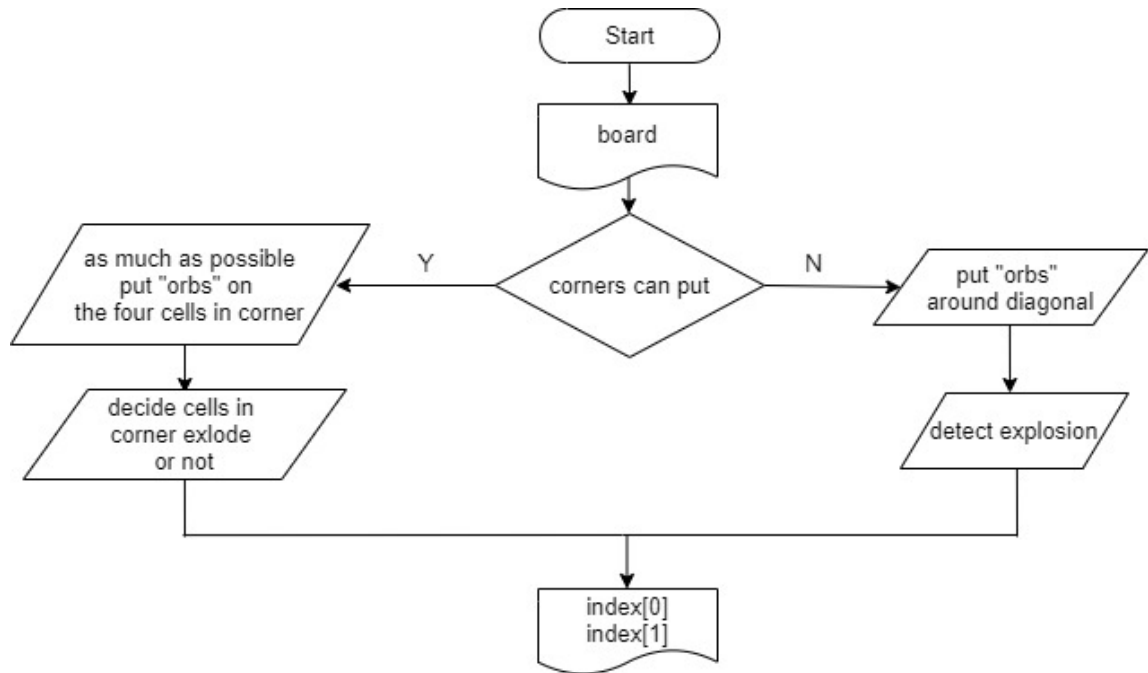 Start
board
corners can put
Y
N
as much as possible
put "orbs" on
the four cells in corner
put "orbs"
around diagonal
decide cells in
corner exlode
or not
detect explosion
index[0]
index[1]